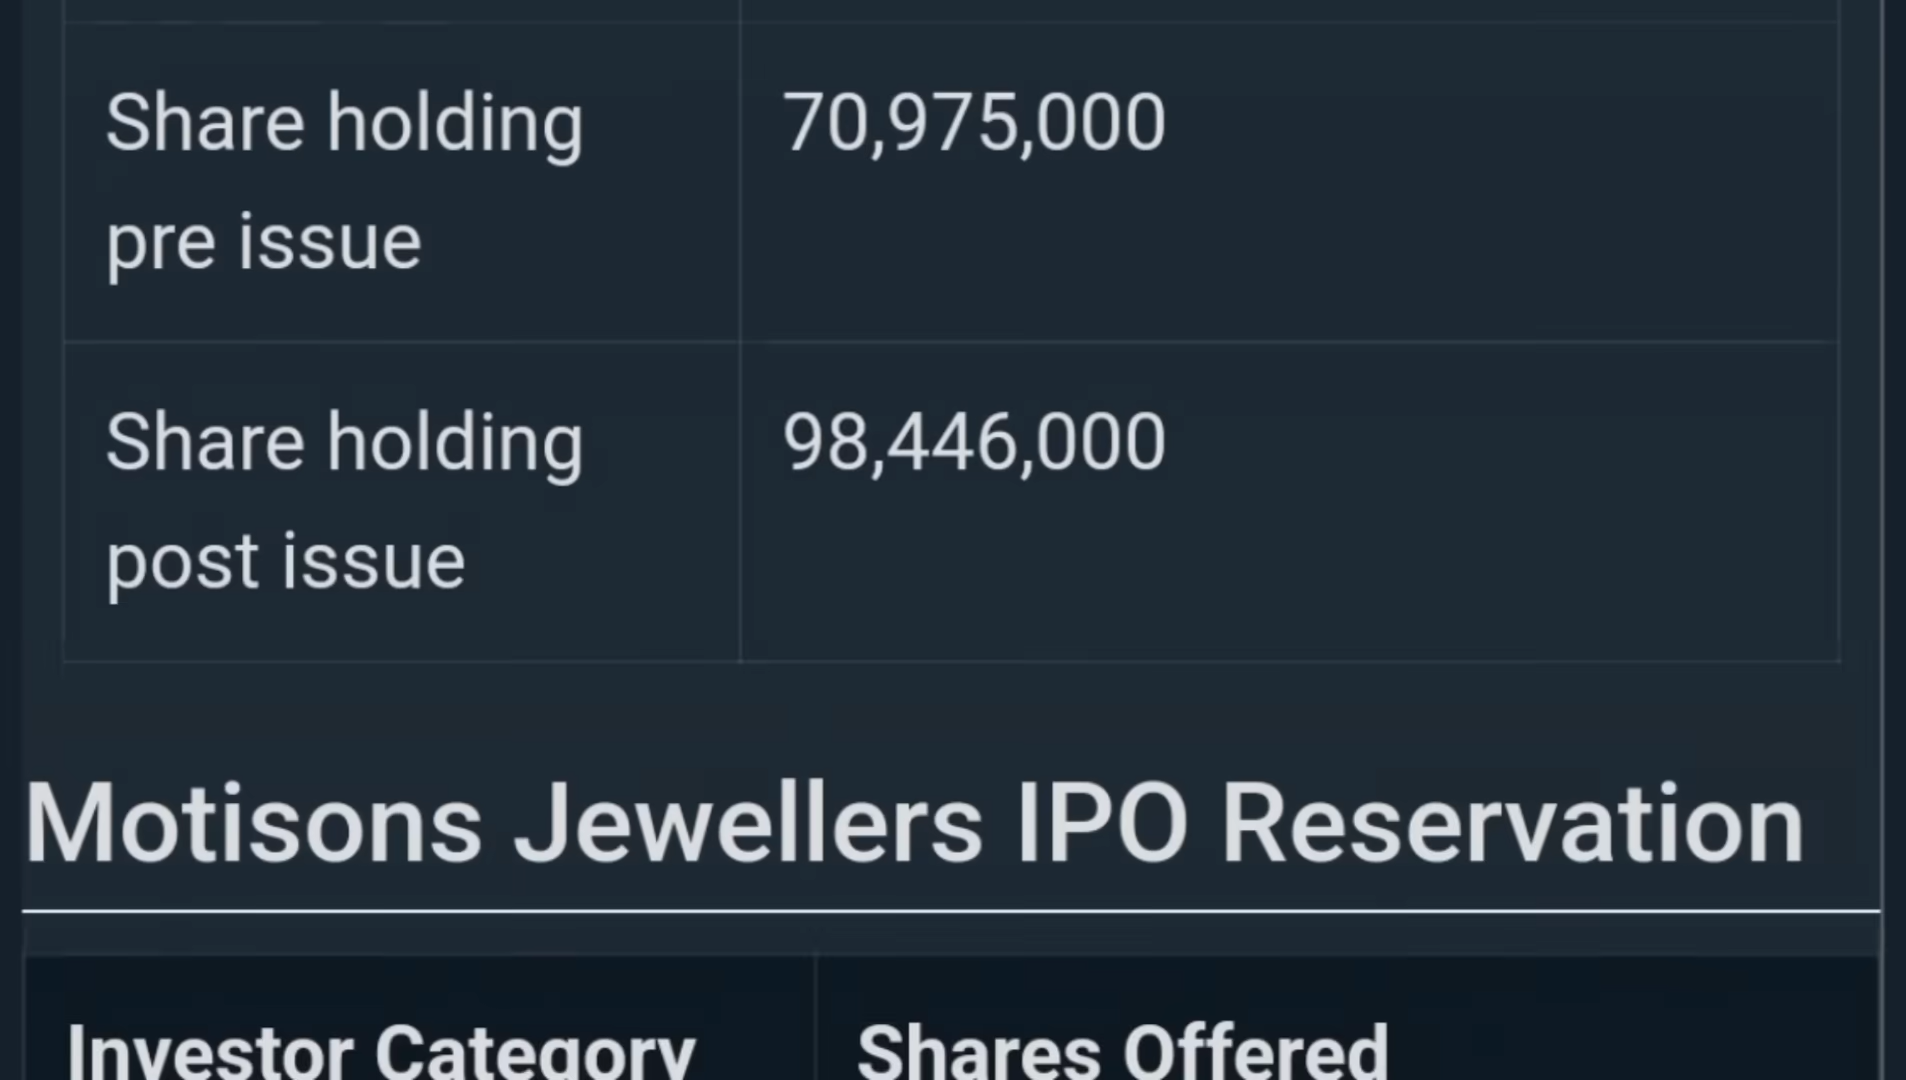 Share holding
pre issue
70,975,000
Share holding
post issue
98,446,000
Motisons Jewellers IPO Reservation
Investor Category
Shares Offered